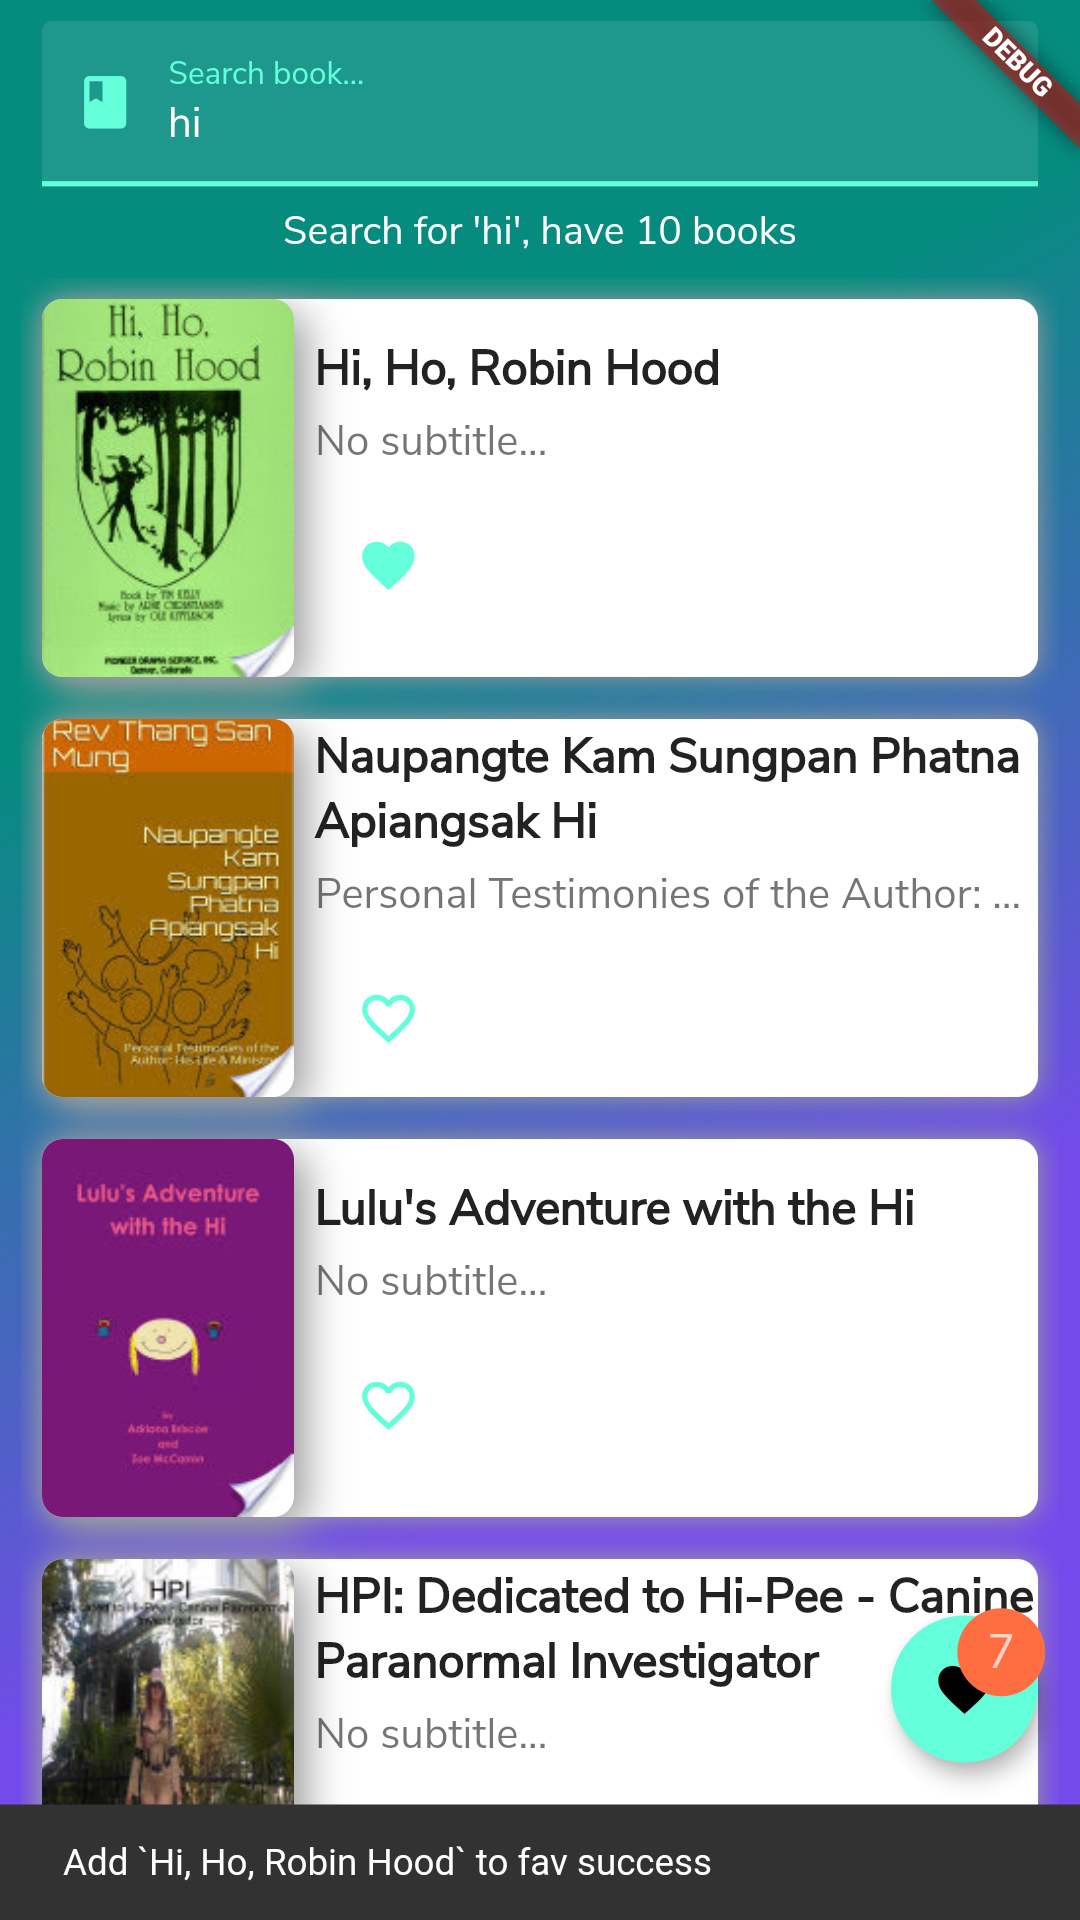 DEBUG
Search book...
hi
Search for 'hi', have 10 books
Hi, Ho,
Robin Hood
Book by TIM KELLY
Music by ARNE CHRISTIANSEN
Lyrics by OLE KITTLESON
PIONEER DRAMA SERVICE, INC.
Denver, Colorado
Hi, Ho, Robin Hood
No subtitle...
Rev Thang San
Mung
Naupangte
Kam
Sungpan
Phatna
Apiangsak
Hi
Personal Testimonies of the
Author: His Life & Ministry
Naupangte Kam Sungpan Phatna
Apiangsak Hi
Personal Testimonies of the Author: ...
Lulu's Adventure
with the Hi
by
Adriana Briscoe
and
Zoe McCarron
Lulu's Adventure with the Hi
No subtitle...
HPI
Dedicated to Hi-Pee - Canine Paranormal
Investigator
HPI: Dedicated to Hi-Pee - Canine
Paranormal Investigator
No subtitle...
7
Add `Hi, Ho, Robin Hood` to fav success